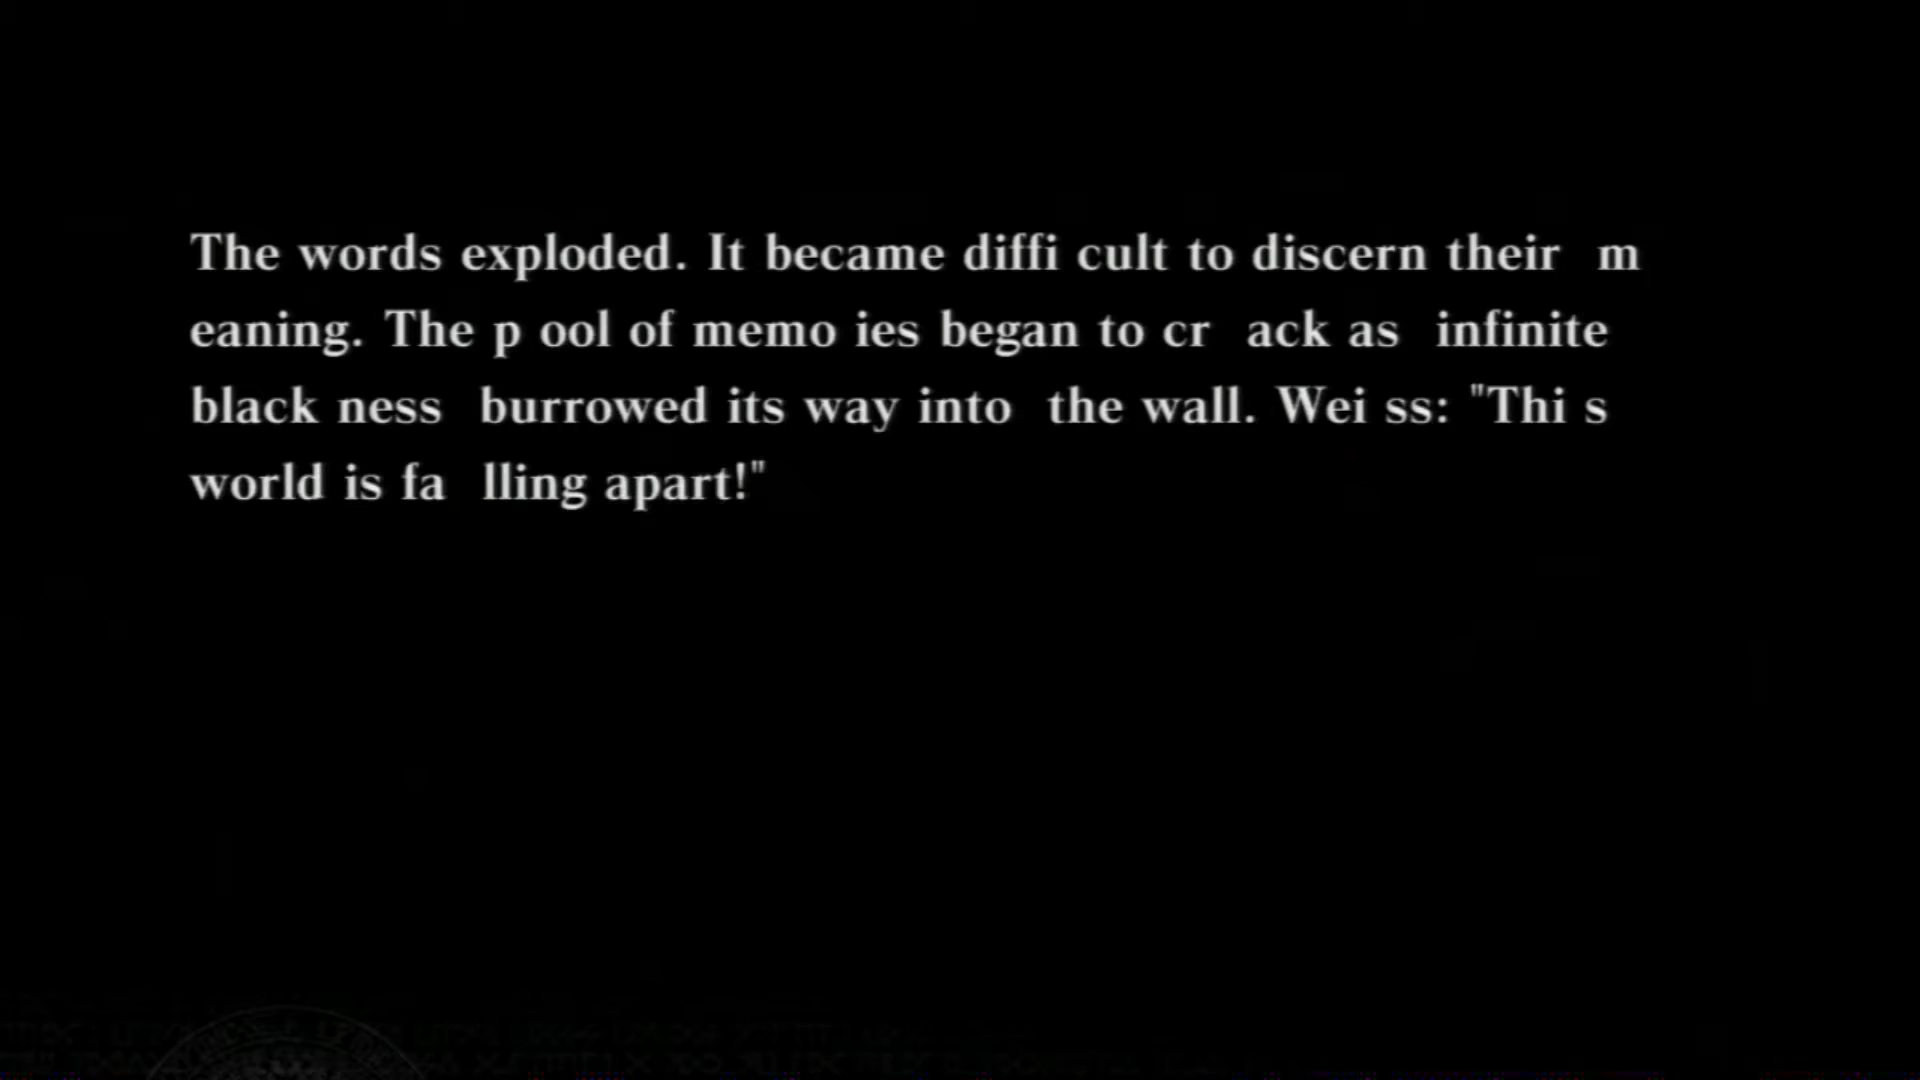 The words exploded. It became diffi cult to discern their  m
eaning. The p ool of memo ies began to cr  ack as  infinite
black ness  burrowed its way into  the wall. Wei ss: "Thi s
world is fa  lling apart!"